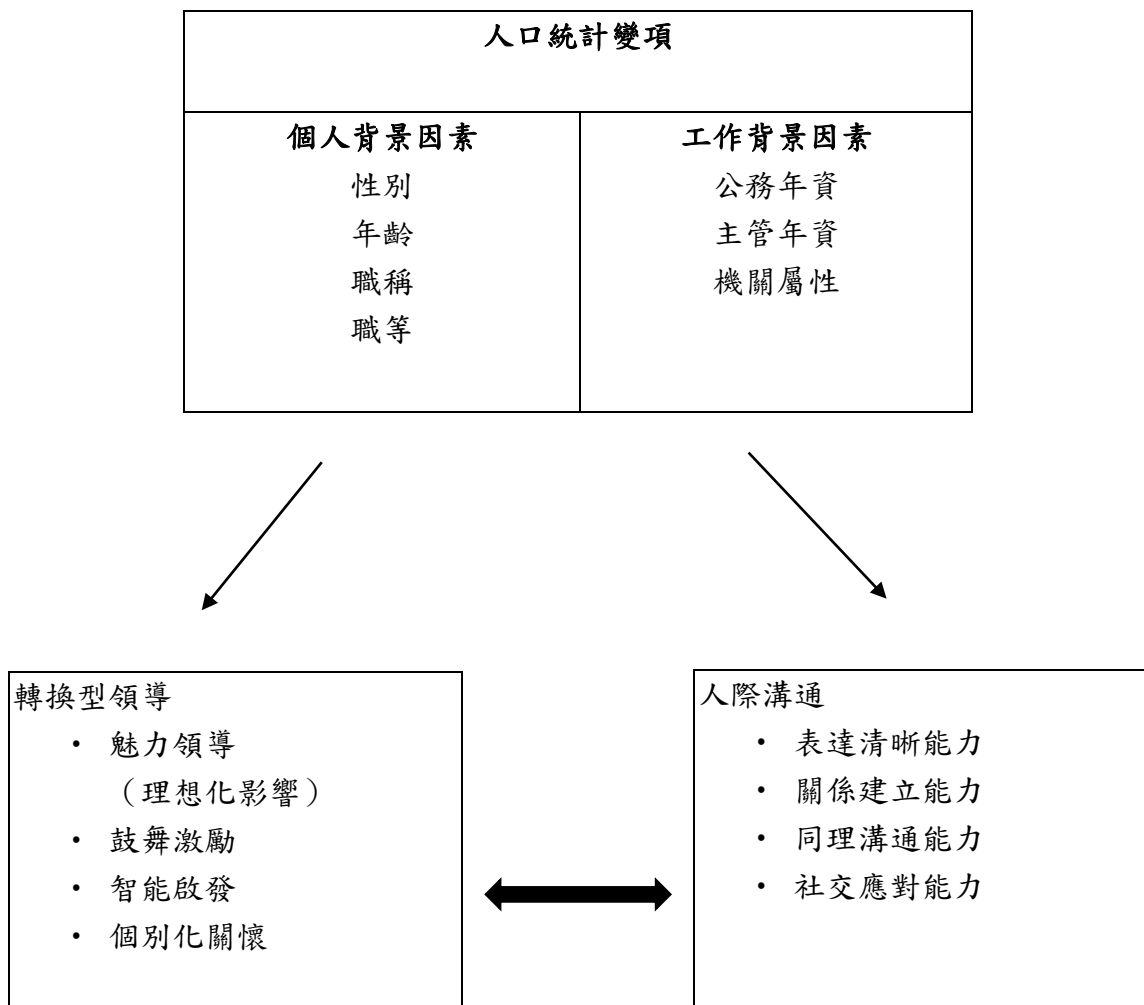 人口統計變項
個人背景因素
性別
年齡
職稱
職等
工作背景因素
公務年資
主管年資
機關屬性
轉換型領導
・ 魅力領導
（理想化影響）
・ 鼓舞激勵
・ 智能啟發
・ 個別化關懷
人際溝通
・ 表達清晰能力
・ 關係建立能力
・ 同理溝通能力
・ 社交應對能力